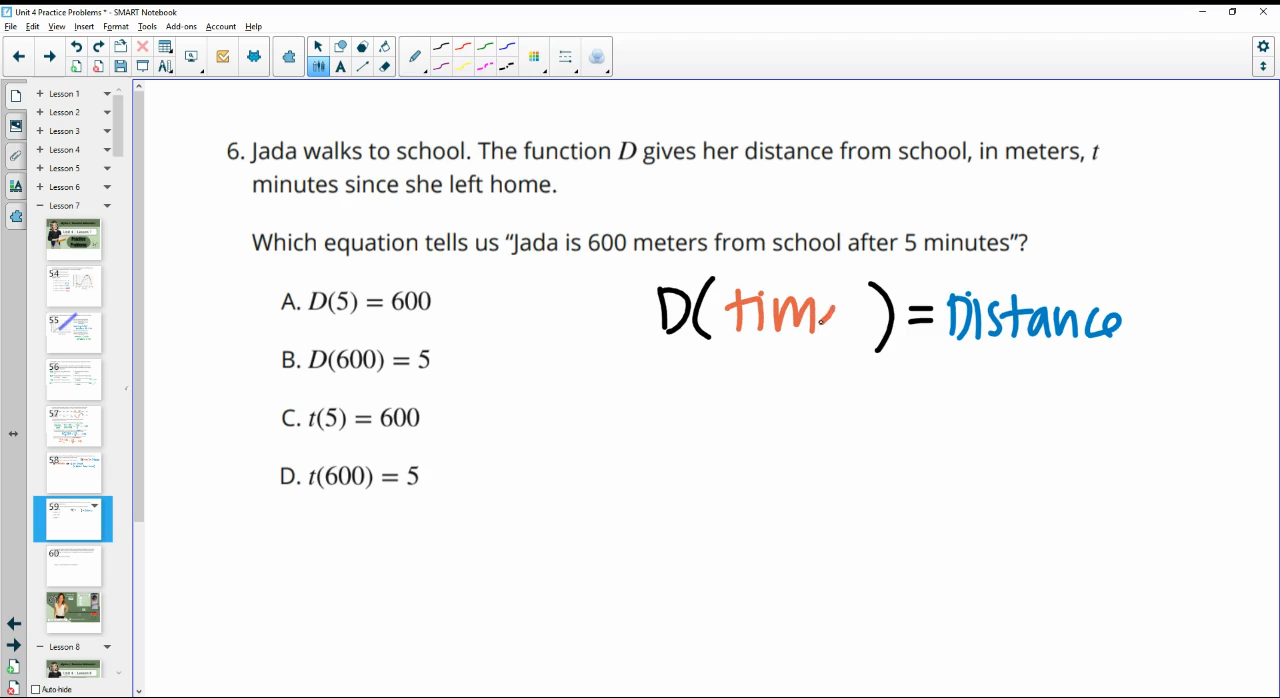 Unit 4 Practice Problems * - SMART Notebook
File Edit View Insert Format Tools Add-ons Account Help
Lesson 1
Lesson 2
Lesson 3
Lesson 4
Lesson 5
Lesson 6
Lesson 7
54
55
56
57
58
59
60
Lesson 8
Auto-hide
6. Jada walks to school. The function D gives her distance from school, in meters, t
minutes since she left home.
Which equation tells us “Jada is 600 meters from school after 5 minutes”?
A. D(5) = 600
B. D(600) = 5
C. t(5) = 600
D. t(600) = 5
D( tim ) = Distance